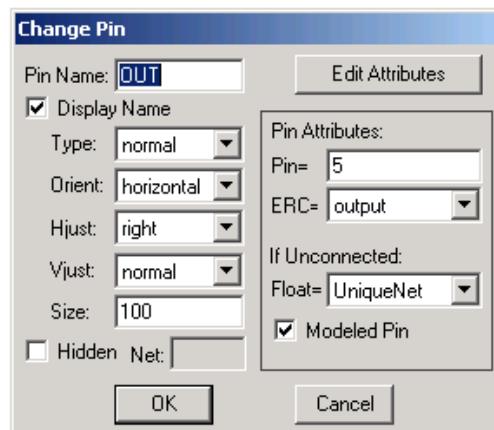 Change Pin
Pin Name: OUT
Edit Attributes
Display Name
Type: normal
Orient: horizontal
Hjust: right
Vjust: normal
Size: 100
Hidden Net:
Pin Attributes:
Pin= 5
ERC= output
If Unconnected:
Float= UniqueNet
Modeled Pin
OK
Cancel